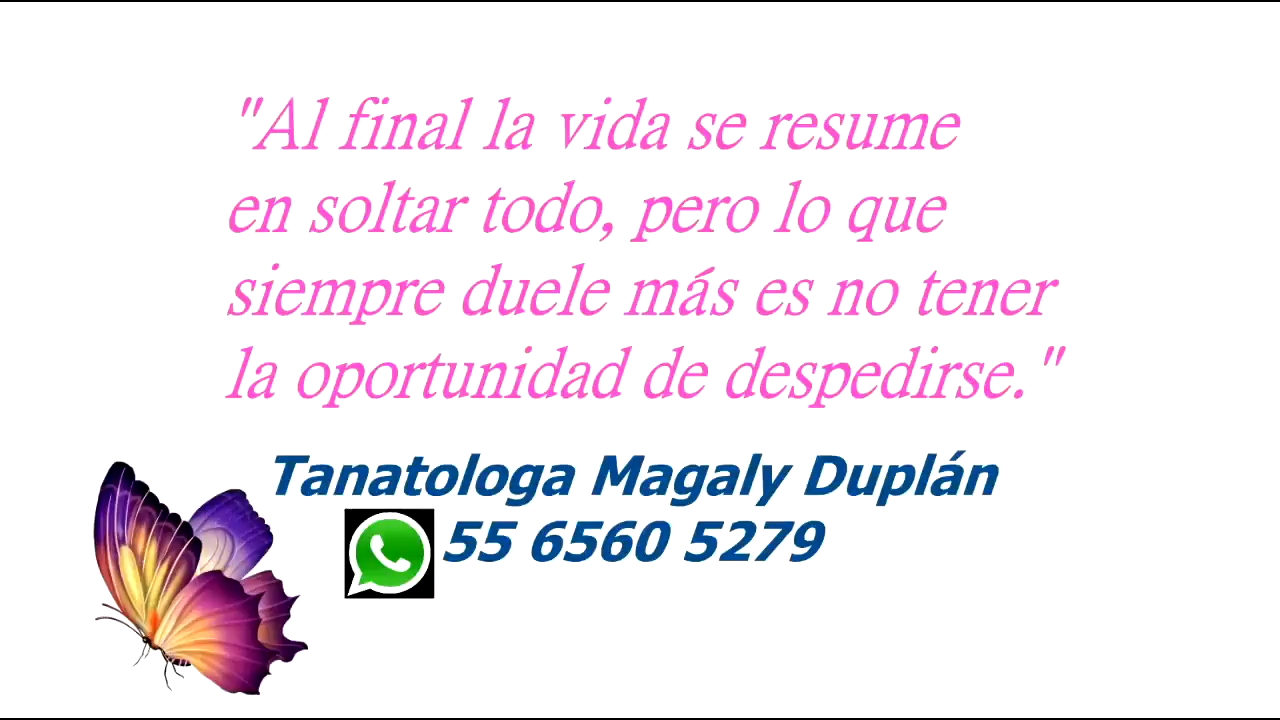 "Al final la vida se resume
en soltar todo, pero lo que
siempre duele más es no tener
la oportunidad de despedirse."
Tanatologa Magaly Duplán
55 6560 5279